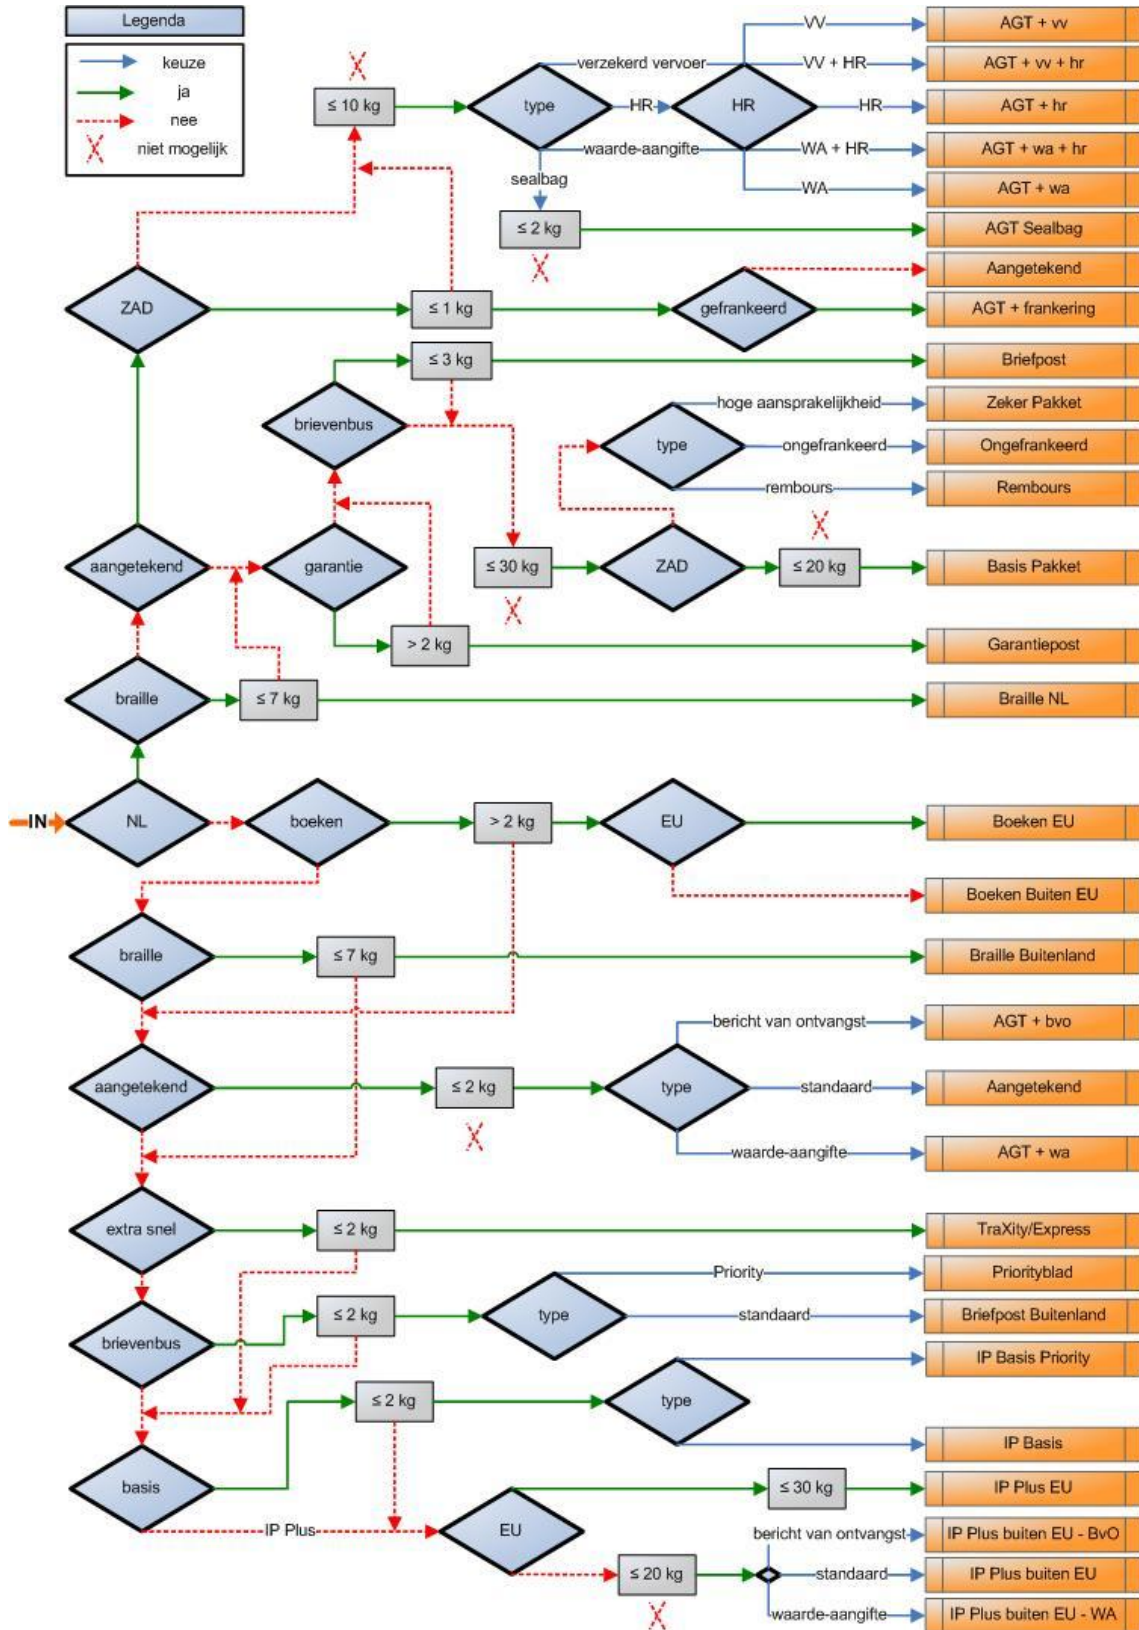 Legenda
keuze
ja
nee
niet mogelijk
VV
AGT + vv
verzekerd vervoer
VV + HR
AGT + vv + hr
≤ 10 kg
type
HR
HR
HR
AGT + hr
waarde-aangifte
WA + HR
AGT + wa + hr
sealbag
WA
AGT + wa
≤ 2 kg
AGT Sealbag
Aangetekend
ZAD
≤ 1 kg
gefrankeerd
AGT + frankering
≤ 3 kg
Briefpost
hoge aansprakelijkheid
Zeker Pakket
brievenbus
type
ongefrankeerd
Ongefrankeerd
rembours
Rembours
aangetekend
garantie
≤ 30 kg
ZAD
≤ 20 kg
Basis Pakket
> 2 kg
Garantiepost
braille
≤ 7 kg
Braille NL
IN
NL
boeken
> 2 kg
EU
Boeken EU
Boeken Buiten EU
braille
≤ 7 kg
Braille Buitenland
bericht van ontvangst
AGT + bvo
aangetekend
≤ 2 kg
type
standaard
Aangetekend
waarde-aangifte
AGT + wa
extra snel
≤ 2 kg
TraXity/Express
Priority
Priorityblad
brievenbus
≤ 2 kg
type
standaard
Briefpost Buitenland
IP Basis Priority
≤ 2 kg
type
IP Basis
basis
≤ 30 kg
IP Plus EU
IP Plus
EU
bericht van ontvangst
IP Plus buiten EU - BvO
≤ 20 kg
standaard
IP Plus buiten EU
waarde-aangifte
IP Plus buiten EU - WA